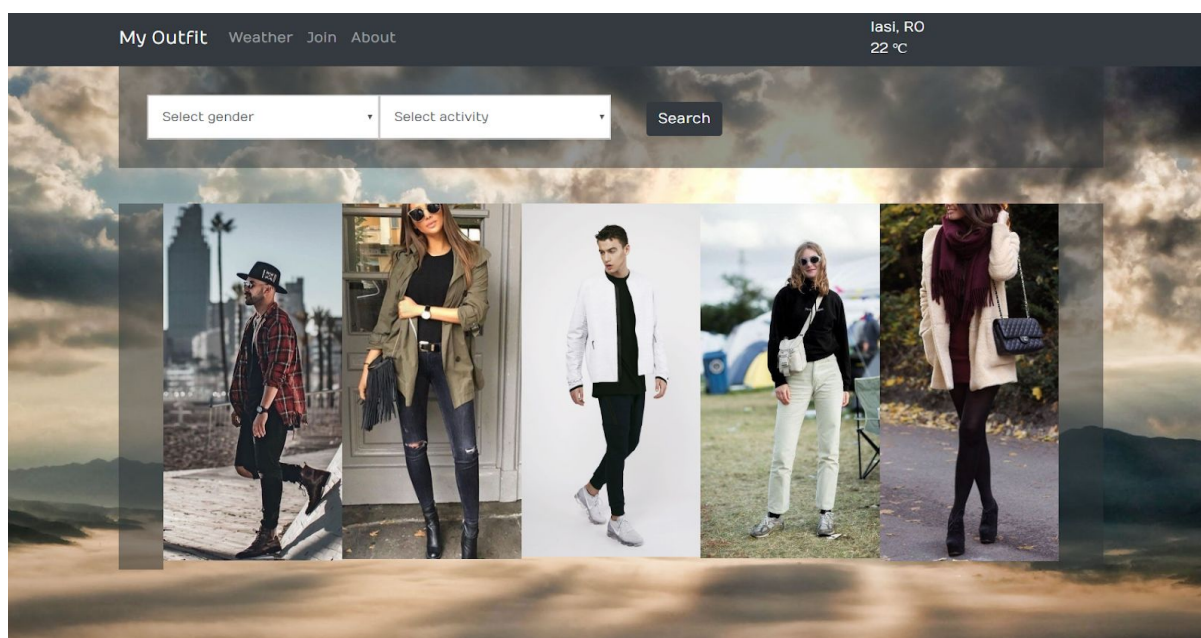 My Outfit Weather Join About
Iasi, RO
22 °C
Select gender Select activity Search